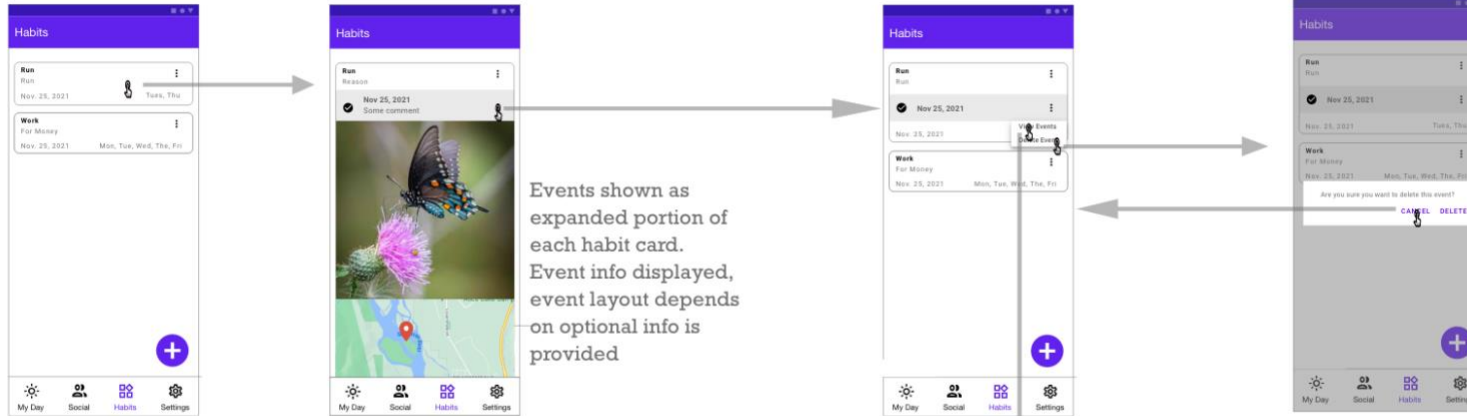 Habits
Run
Run
Nov. 25, 2021 Tues, Thu
Work
For Money
Nov. 25, 2021 Mon, Tue, Wed, The, Fri
My Day Social Habits Settings
Habits
Run
Reason
Nov 25, 2021
Some comment
My Day Social Habits Settings
Events shown as
expanded portion of
each habit card.
Event info displayed,
event layout depends
on optional info is
provided
Habits
Run
Run
Nov 25, 2021
Nov. 25, 2021
View Events
Delete Event
Work
For Money
Nov. 25, 2021 Mon, Tue, Wed, The, Fri
My Day Social Habits Settings
Habits
Run
Run
Nov 25, 2021
Nov. 25, 2021 Tues, Thu
Work
For Money
Nov. 25, 2021 Mon, Tue, Wed, The, Fri
Are you sure you want to delete this event?
CANCEL DELETE
My Day Social Habits Settin